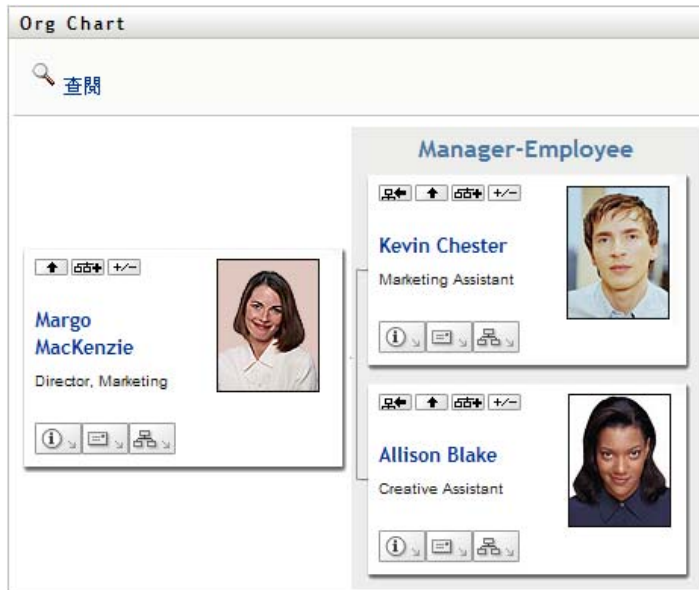 Org Chart
查閱
Manager-Employee
Margo
MacKenzie
Director, Marketing
Kevin Chester
Marketing Assistant
Allison Blake
Creative Assistant